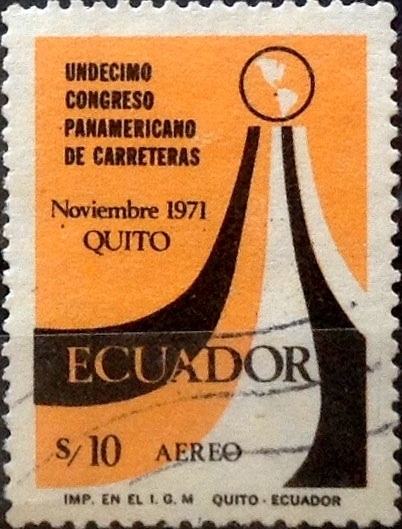 UNDECIMO
CONGRESO
PANAMERICANO
DE CARRETERAS
Noviembre 1971
QUITO
ECUADOR
S/10 AEREO
IMP. EN EL I. G. M QUITO - ECUADOR